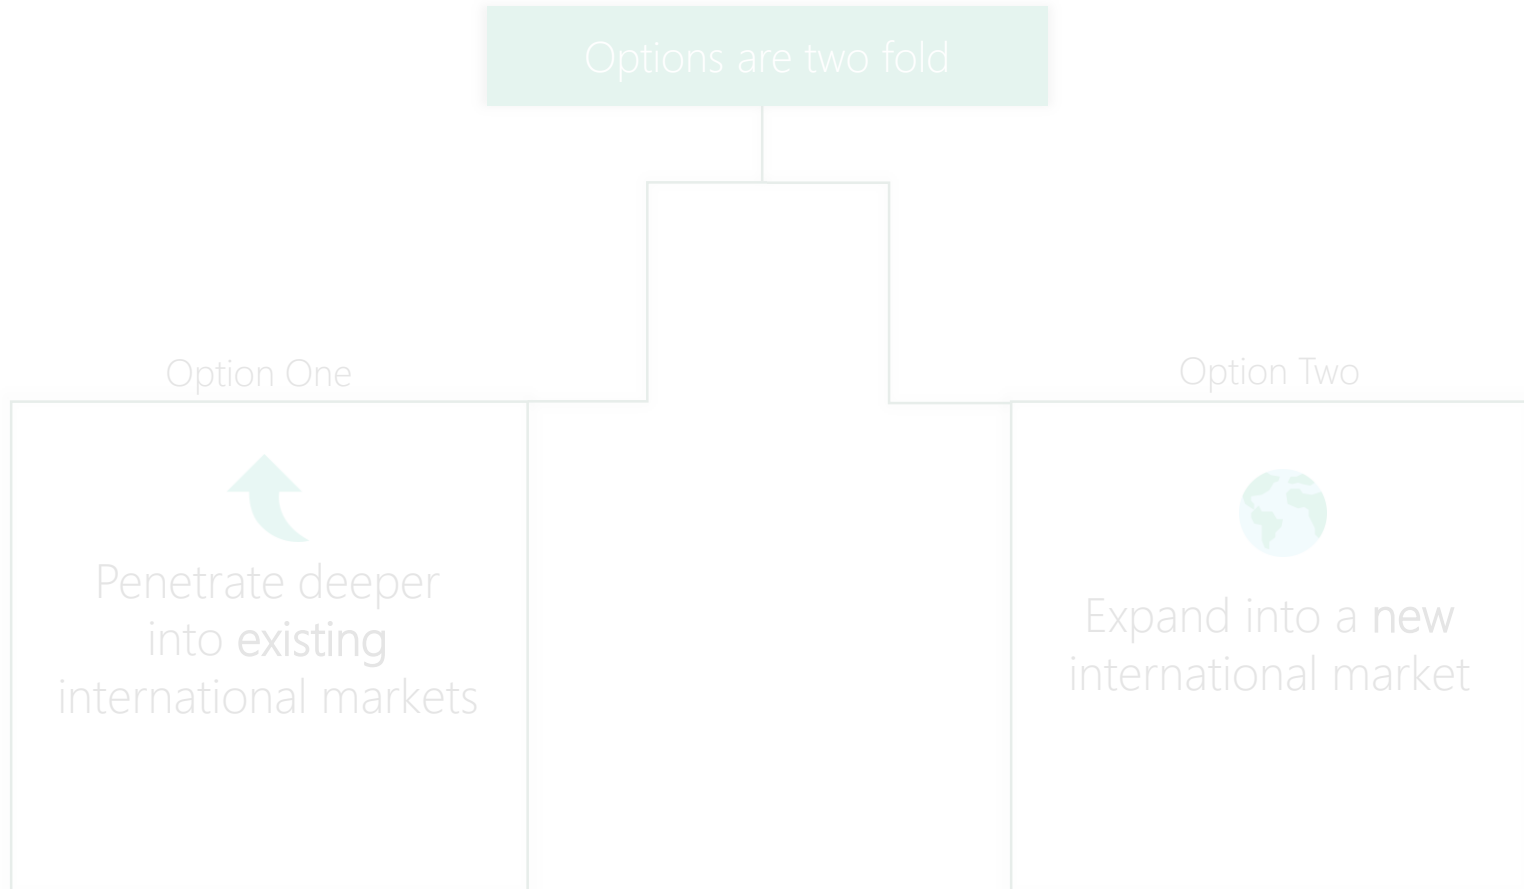 Options are two fold
Option One
Penetrate deeper
into existing
international markets
Option Two
Expand into a new
international market